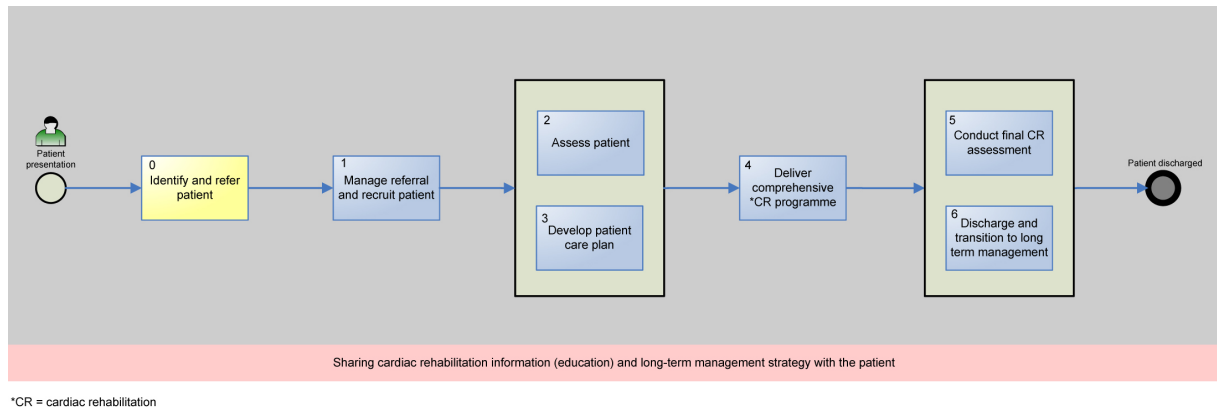 Patient
presentation
0
Identify and refer
patient
1
Manage referral
and recruit patient
2
Assess patient
3
Develop patient
care plan
4
Deliver
comprehensive
*CR programme
5
Conduct final CR
assessment
6
Discharge and
transition to long
term management
Patient discharged
Sharing cardiac rehabilitation information (education) and long-term management strategy with the patient
*CR = cardiac rehabilitation